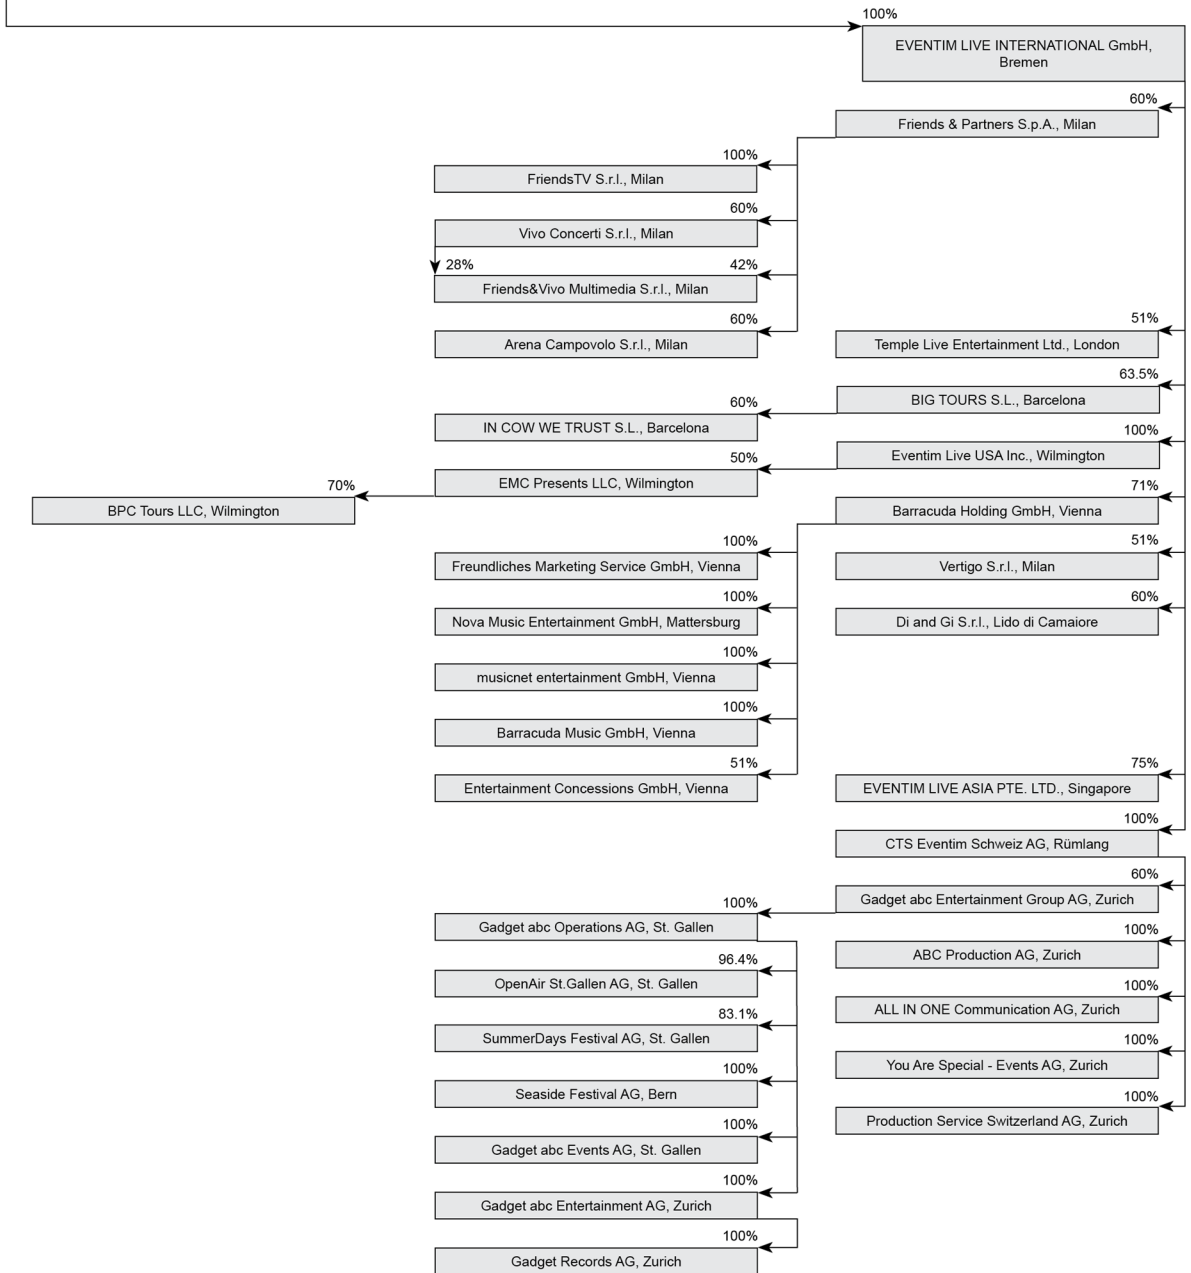 100%
EVENTIM LIVE INTERNATIONAL GmbH,
Bremen
60%
Friends & Partners S.p.A., Milan
100%
FriendsTV S.r.l., Milan
60%
Vivo Concerti S.r.l., Milan
28% 42%
Friends&Vivo Multimedia S.r.l., Milan
60%
Arena Campovolo S.r.l., Milan
51%
Temple Live Entertainment Ltd., London
63.5%
BIG TOURS S.L., Barcelona
60%
IN COW WE TRUST S.L., Barcelona
100%
Eventim Live USA Inc., Wilmington
50%
EMC Presents LLC, Wilmington
70%
BPC Tours LLC, Wilmington
71%
Barracuda Holding GmbH, Vienna
100%
Freundliches Marketing Service GmbH, Vienna
51%
Vertigo S.r.l., Milan
100%
Nova Music Entertainment GmbH, Mattersburg
60%
Di and Gi S.r.l., Lido di Camaiore
100%
musicnet entertainment GmbH, Vienna
100%
Barracuda Music GmbH, Vienna
51%
Entertainment Concessions GmbH, Vienna
75%
EVENTIM LIVE ASIA PTE. LTD., Singapore
100%
CTS Eventim Schweiz AG, Rümlang
60%
Gadget abc Entertainment Group AG, Zurich
100%
Gadget abc Operations AG, St. Gallen
100%
ABC Production AG, Zurich
96.4%
OpenAir St.Gallen AG, St. Gallen
100%
ALL IN ONE Communication AG, Zurich
83.1%
SummerDays Festival AG, St. Gallen
100%
You Are Special - Events AG, Zurich
100%
Seaside Festival AG, Bern
100%
Production Service Switzerland AG, Zurich
100%
Gadget abc Events AG, St. Gallen
100%
Gadget abc Entertainment AG, Zurich
100%
Gadget Records AG, Zurich